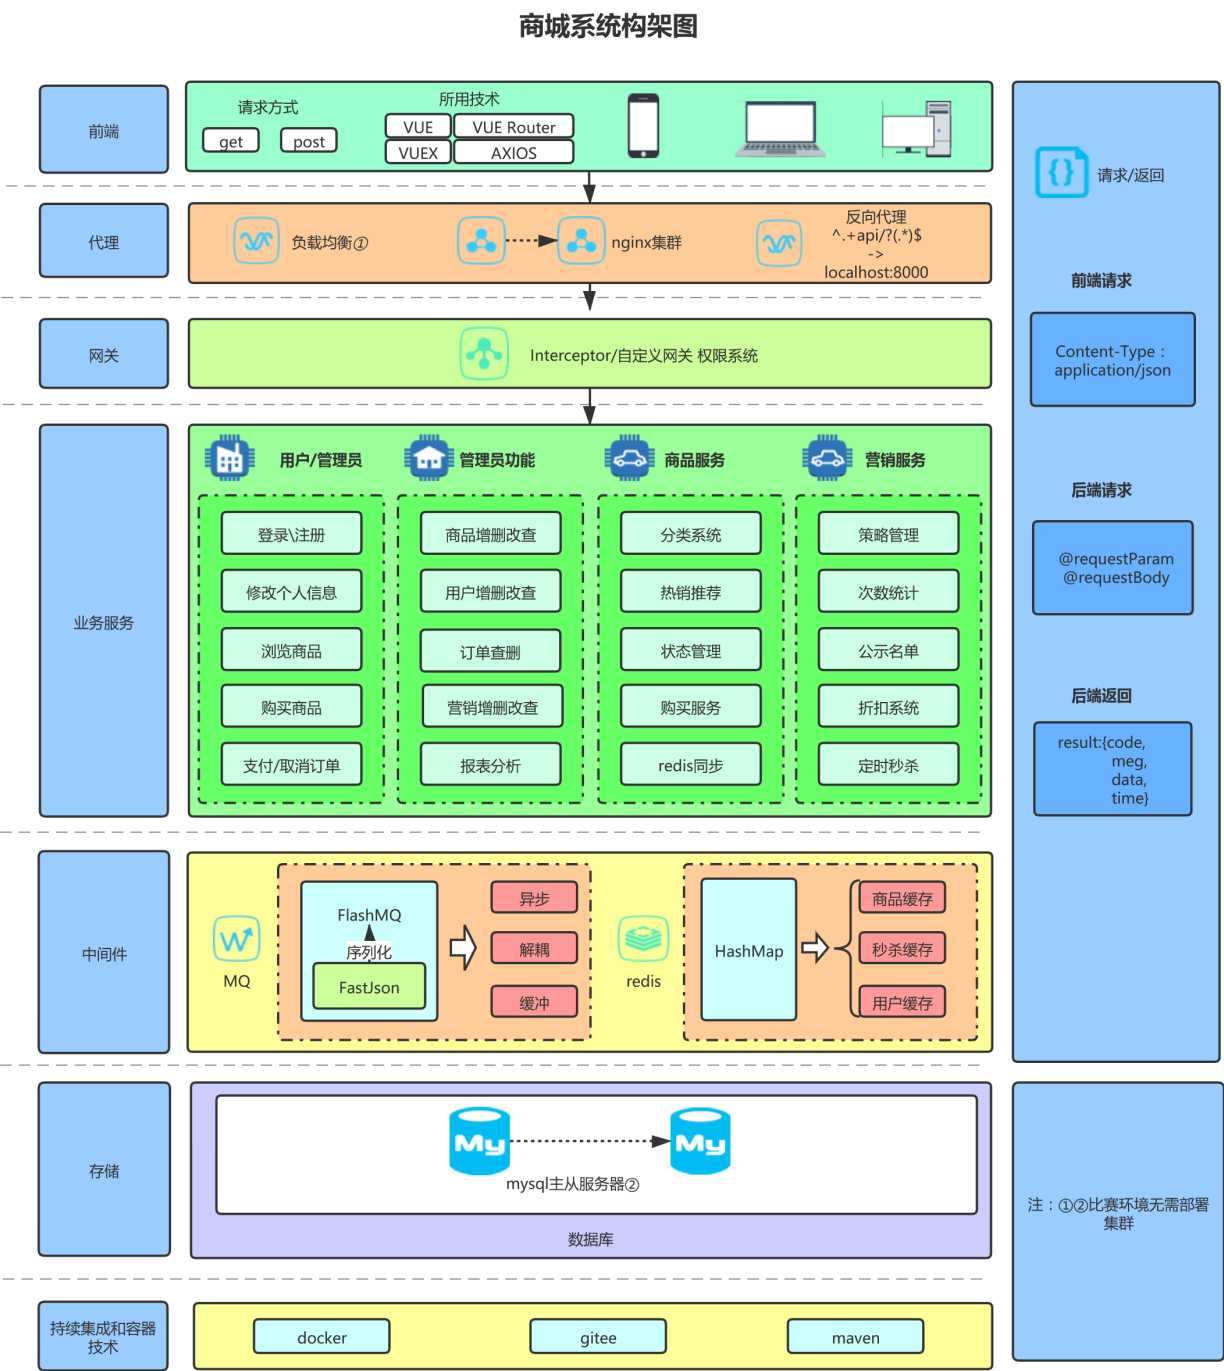 商城系统构架图
前端
请求方式
get
post
所用技术
VUE
VUE Router
VUEX
AXIOS
代理
负载均衡①
nginx集群
反向代理
^.+api/?(.*)$
->
localhost:8000
网关
Interceptor/自定义网关 权限系统
业务服务
用户/管理员
登录\注册
修改个人信息
浏览商品
购买商品
支付/取消订单
管理员功能
商品增删改查
用户增删改查
订单查删
营销增删改查
报表分析
商品服务
分类系统
热销推荐
状态管理
购买服务
redis同步
营销服务
策略管理
次数统计
公示名单
折扣系统
定时秒杀
中间件
MQ
FlashMQ
序列化
FastJson
异步
解耦
缓冲
redis
HashMap
商品缓存
秒杀缓存
用户缓存
存储
My
My
mysql主从服务器②
数据库
持续集成和容器
技术
docker
gitee
maven
{}
请求/返回
前端请求
Content-Type：
application/json
后端请求
@requestParam
@requestBody
后端返回
result:{code,
meg,
data,
time}
注：①②比赛环境无需部署
集群